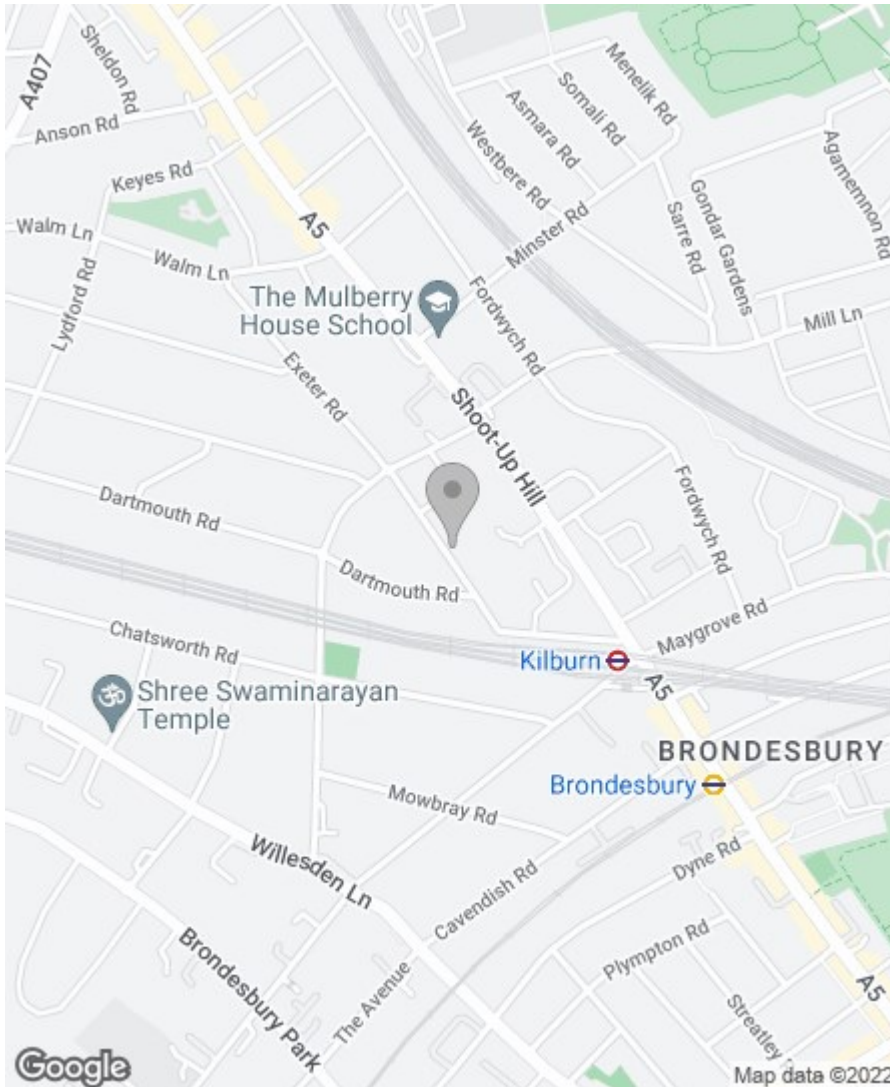 A407
Sheldon Rd
Anson Rd
Keyes Rd
Walm Ln
Walm Ln
Lydford Rd
A5
Menelik Rd
Somali Rd
Asmara Rd
Westbere Rd
Minster Rd
Sarre Rd
Gondar Gardens
Agamemnon Rd
Mill Ln
The Mulberry
House School
Fordwych Rd
Exeter Rd
Shoot-Up Hill
Fordwych Rd
Dartmouth Rd
Dartmouth Rd
Maygrove Rd
Chatsworth Rd
Kilburn
A5
Shree Swaminarayan
Temple
BRONDESBURY
Brondesbury
Mowbray Rd
Willesden Ln
Dyne Rd
Cavendish Rd
Plympton Rd
Brondesbury Park
The Avenue
A5
Streatley
Google
Map data ©2022